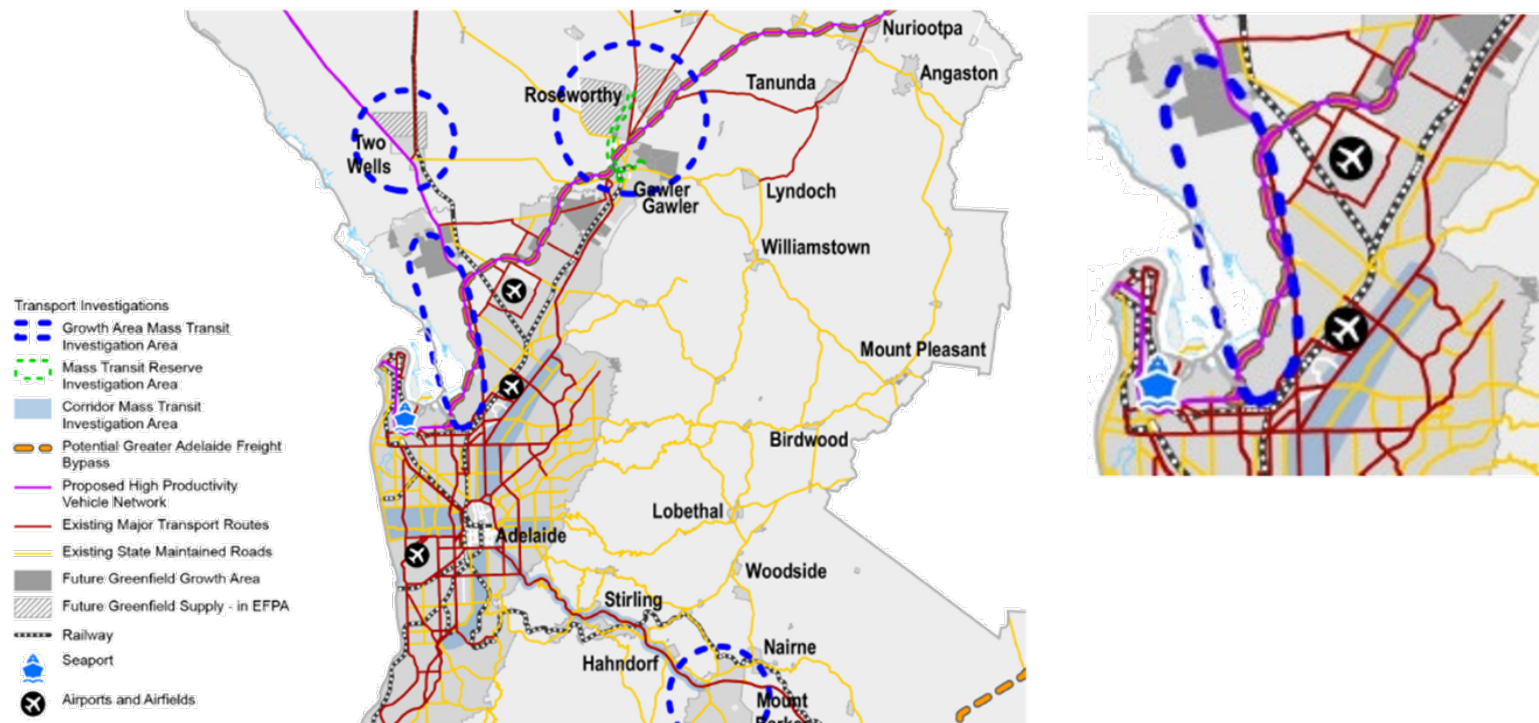 Nuriootpa
Angaston
Tanunda
Roseworthy
Two
Wells
Gawler
Gawler
Lyndoch
Williamstown
Mount Pleasant
Birdwood
Lobethal
Adelaide
Woodside
Stirling
Nairne
Hahndorf
Mount
Transport Investigations
Growth Area Mass Transit
Investigation Area
Mass Transit Reserve
Investigation Area
Corridor Mass Transit
Investigation Area
Potential Greater Adelaide Freight
Bypass
Proposed High Productivity
Vehicle Network
Existing Major Transport Routes
Existing State Maintained Roads
Future Greenfield Growth Area
Future Greenfield Supply - in EFPA
Railway
Seaport
Airports and Airfields